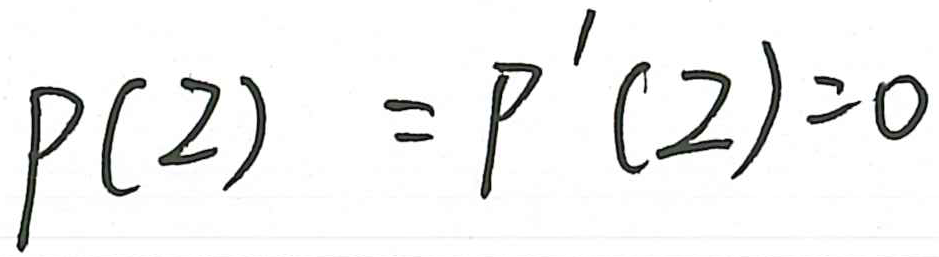 P(2) = P'(2) = 0